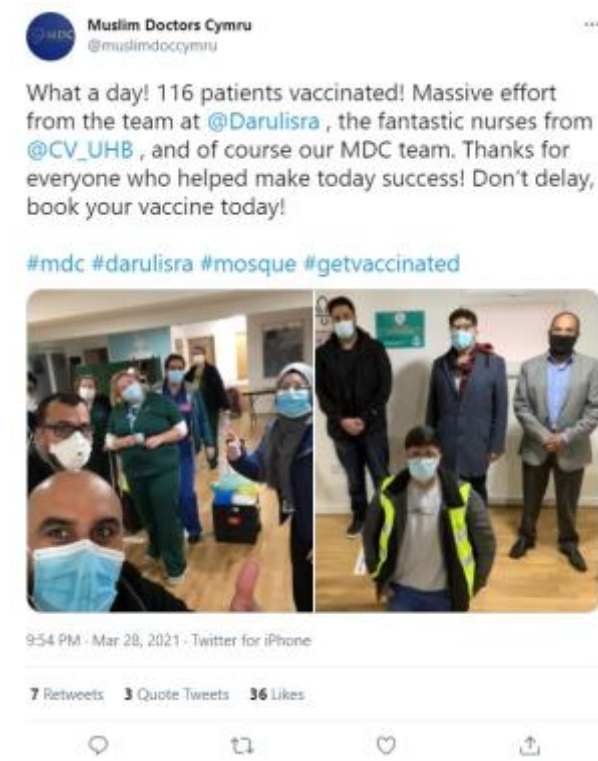 Muslim Doctors Cymru
@muslimdoccymru
What a day! 116 patients vaccinated! Massive effort
from the team at @Darulisra , the fantastic nurses from
@CV_UHB , and of course our MDC team. Thanks for
everyone who helped make today success! Don't delay,
book your vaccine today!
#mdc #darulisra #mosque #getvaccinated
9:54 PM · Mar 28, 2021 · Twitter for iPhone
7 Retweets 3 Quote Tweets 36 Likes